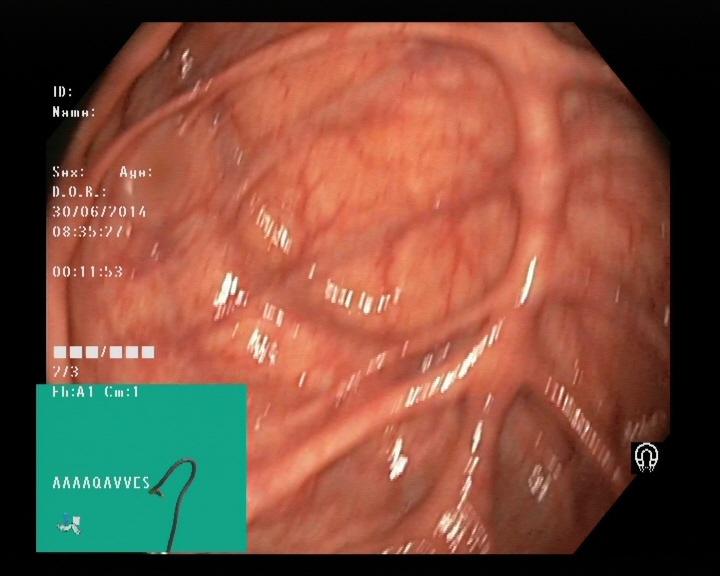 ID:
Name:
Sex: Age:
D.O.B.:
30/06/2014
08:35:27
00:11:53
/
2/3
Eh:A1 Cm:1
AAAAQAVVES